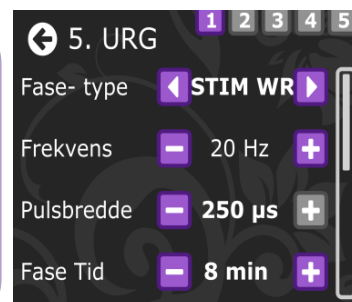 1 2 3 4 5
5. URG
Fase- type STIM WR
Frekvens 20 Hz
Pulsbredde 250 µs
Fase Tid 8 min